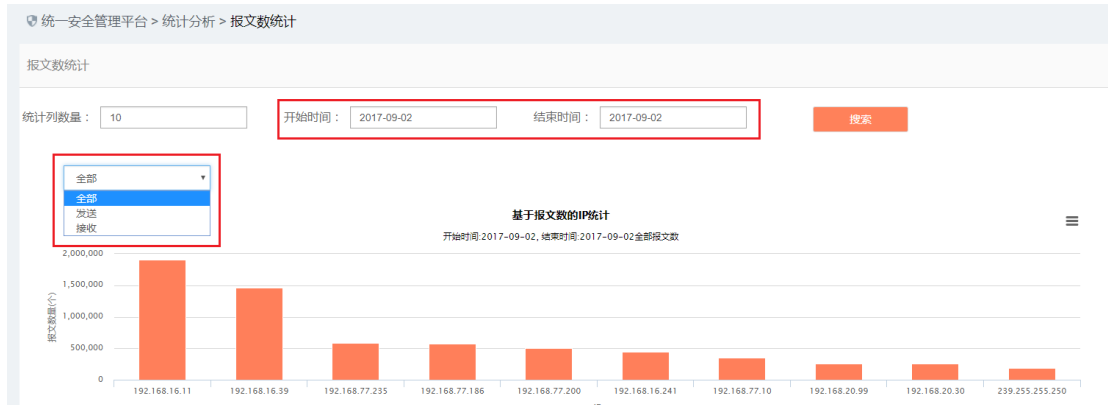 统一安全管理平台 > 统计分析 > 报文数统计
报文数统计
统计列数量： 10 开始时间： 2017-09-02 结束时间： 2017-09-02 搜索
全部
全部
发送
接收
基于报文数的IP统计
开始时间:2017-09-02, 结束时间:2017-09-02全部报文数
报文数量(个)
2,000,000
1,500,000
1,000,000
500,000
0
192.168.16.11 192.168.16.39 192.168.77.235 192.168.77.186 192.168.77.200 192.168.16.241 192.168.77.10 192.168.20.99 192.168.20.30 239.255.255.250